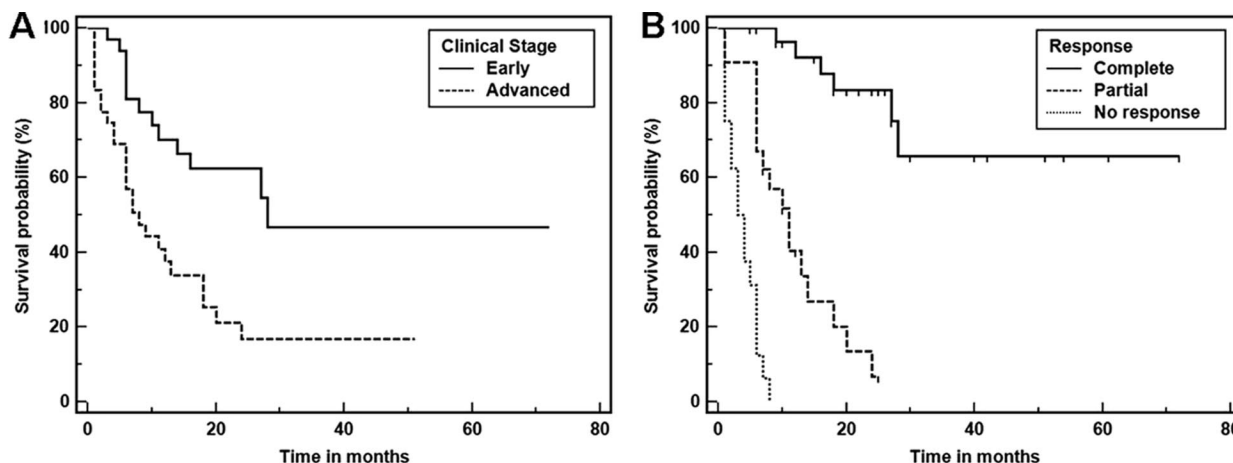 A
Clinical Stage
Early
Advanced
Survival probability (%)
100
80
60
40
20
0
0 20 40 60 80
Time in months
B
Response
Complete
Partial
No response
Survival probability (%)
100
80
60
40
20
0
0 20 40 60 80
Time in months